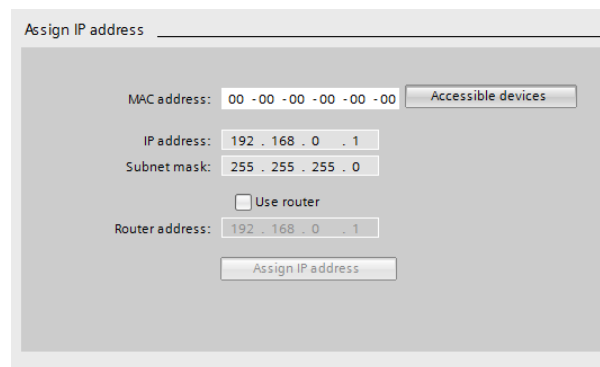 Assign IP address
MAC address: 00 -00 -00 -00 -00 -00 Accessible devices
IP address: 192 . 168 . 0 . 1
Subnet mask: 255 . 255 . 255 . 0
Use router
Router address: 192 . 168 . 0 . 1
Assign IP address